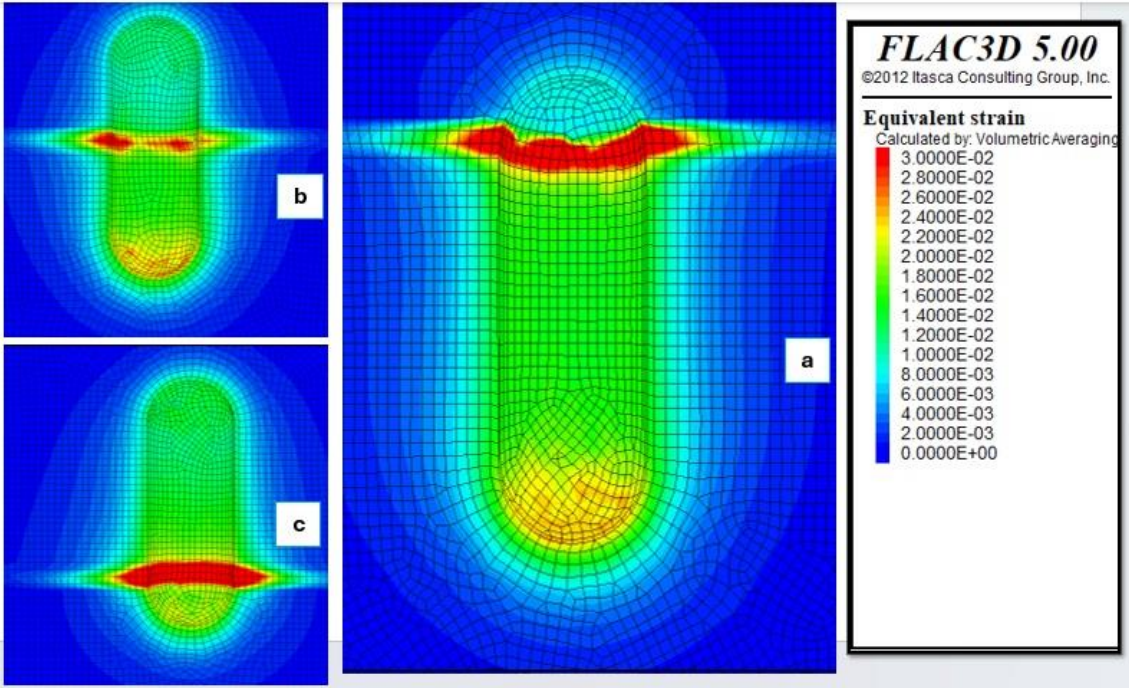 b
c
a
FLAC3D 5.00
©2012 Itasca Consulting Group, Inc.
Equivalent strain
Calculated by: Volumetric Averaging
3.0000E-02
2.8000E-02
2.6000E-02
2.4000E-02
2.2000E-02
2.0000E-02
1.8000E-02
1.6000E-02
1.4000E-02
1.2000E-02
1.0000E-02
8.0000E-03
6.0000E-03
4.0000E-03
2.0000E-03
0.0000E+00